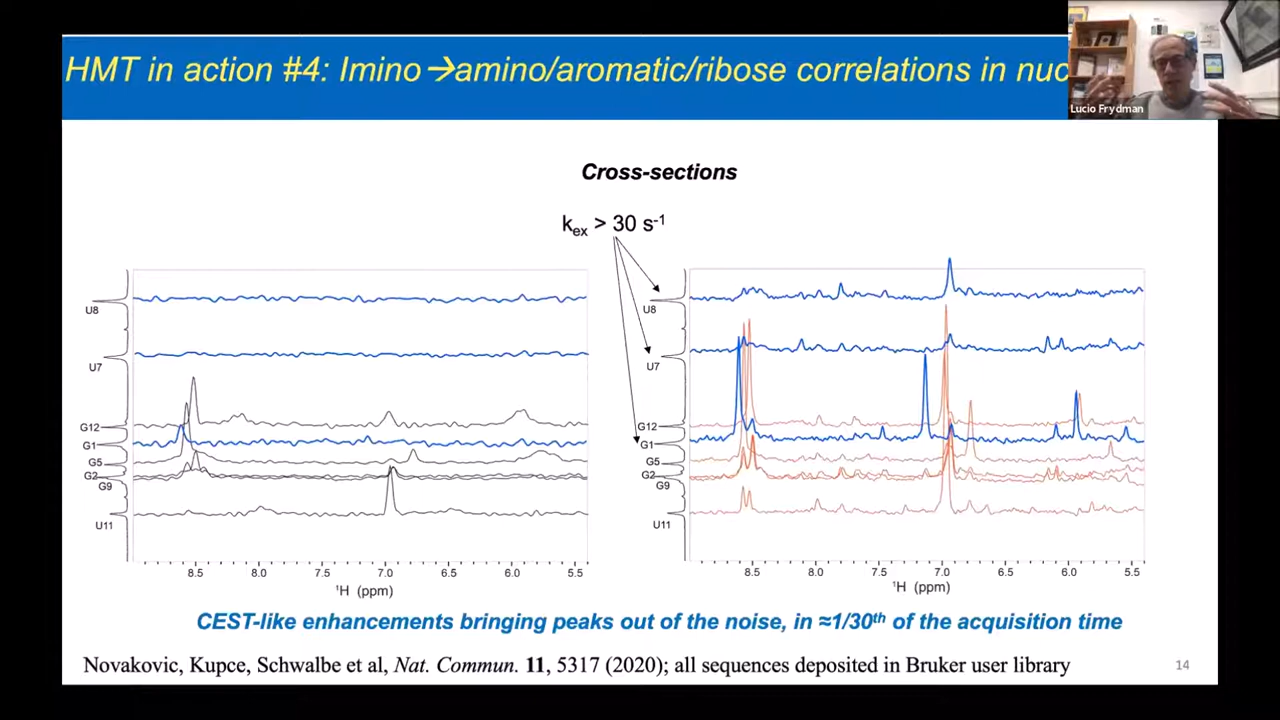 HMT in action #4: Imino→amino/aromatic/ribose correlations in nuc
Lucio Frydman
Cross-sections
kex > 30 s-1
U8
U7
G12
G1
G5
G2
G9
U11
8.5 8.0 7.5 7.0 6.5 6.0 5.5
¹H (ppm)
U8
U7
G12
G1
G5
G2
G9
U11
8.5 8.0 7.5 7.0 6.5 6.0 5.5
¹H (ppm)
CEST-like enhancements bringing peaks out of the noise, in ≈1/30th of the acquisition time
Novakovic, Kupce, Schwalbe et al, Nat. Commun. 11, 5317 (2020); all sequences deposited in Bruker user library
14